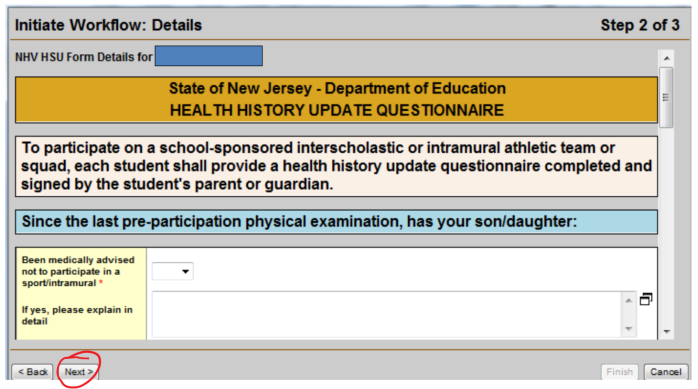 Initiate Workflow: Details
Step 2 of 3
NHV HSU Form Details for
State of New Jersey - Department of Education
HEALTH HISTORY UPDATE QUESTIONNAIRE
To participate on a school-sponsored interscholastic or intramural athletic team or
squad, each student shall provide a health history update questionnaire completed and
signed by the student's parent or guardian.
Since the last pre-participation physical examination, has your son/daughter:
Been medically advised
not to participate in a
sport/intramural *
If yes, please explain in
detail
< Back
Next >
Finish
Cancel